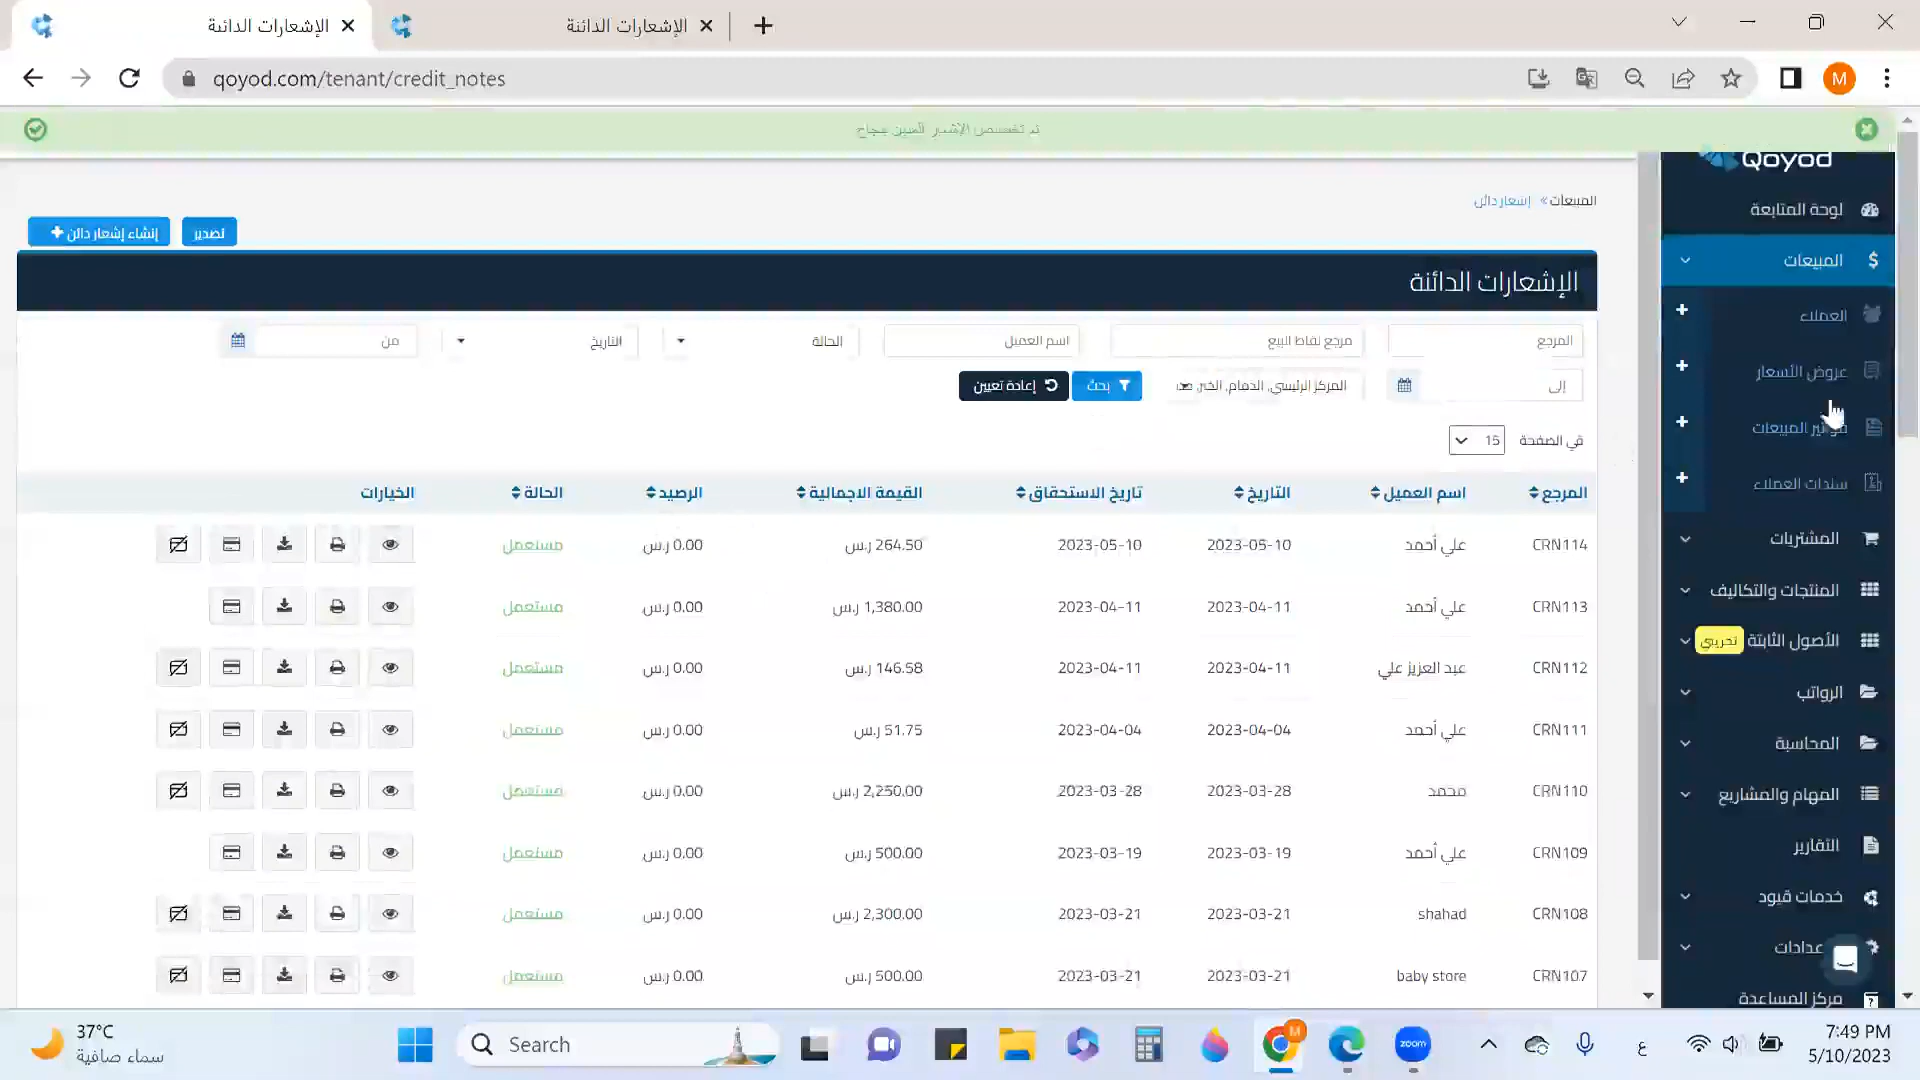 الإشعارات الدائنة
الإشعارات الدائنة
qoyod.com/tenant/credit_notes
M
Qoyod
المبيعات » إشعار دائن
إنشاء إشعار دائن
تصدير
الإشعارات الدائنة
المرجع
مرجع نقاط البيع
اسم العميل
الحالة
التاريخ
من
إلى
المركز الرئيسي, الدمام, الخبر,
بحث
إعادة تعيين
في الصفحة 15
المرجع اسم العميل التاريخ تاريخ الاستحقاق القيمة الاجمالية الرصيد الحالة الخيارات
CRN114 علي أحمد 2023-05-10 2023-05-10 264.50 ر.س 0.00 ر.س مستعمل
CRN113 علي أحمد 2023-04-11 2023-04-11 1,380.00 ر.س 0.00 ر.س مستعمل
CRN112 عبد العزيز علي 2023-04-11 2023-04-11 146.58 ر.س 0.00 ر.س مستعمل
CRN111 علي أحمد 2023-04-04 2023-04-04 51.75 ر.س 0.00 ر.س مستعمل
CRN110 محمد 2023-03-28 2023-03-28 2,250.00 ر.س 0.00 ر.س مستعمل
CRN109 علي أحمد 2023-03-19 2023-03-19 500.00 ر.س 0.00 ر.س مستعمل
CRN108 shahad 2023-03-21 2023-03-21 2,300.00 ر.س 0.00 ر.س مستعمل
CRN107 baby store 2023-03-21 2023-03-21 500.00 ر.س 0.00 ر.س مستعمل
لوحة المتابعة
المبيعات
العملاء
عروض الأسعار
فواتير المبيعات
سندات العملاء
المشتريات
المنتجات والتكاليف
الأصول الثابتة تجريبي
الرواتب
المحاسبة
المهام والمشاريع
التقارير
خدمات قيود
عدادات
مركز المساعدة
37°C
سماء صافية
Search
M
zoom
ع
7:49 PM
5/10/2023